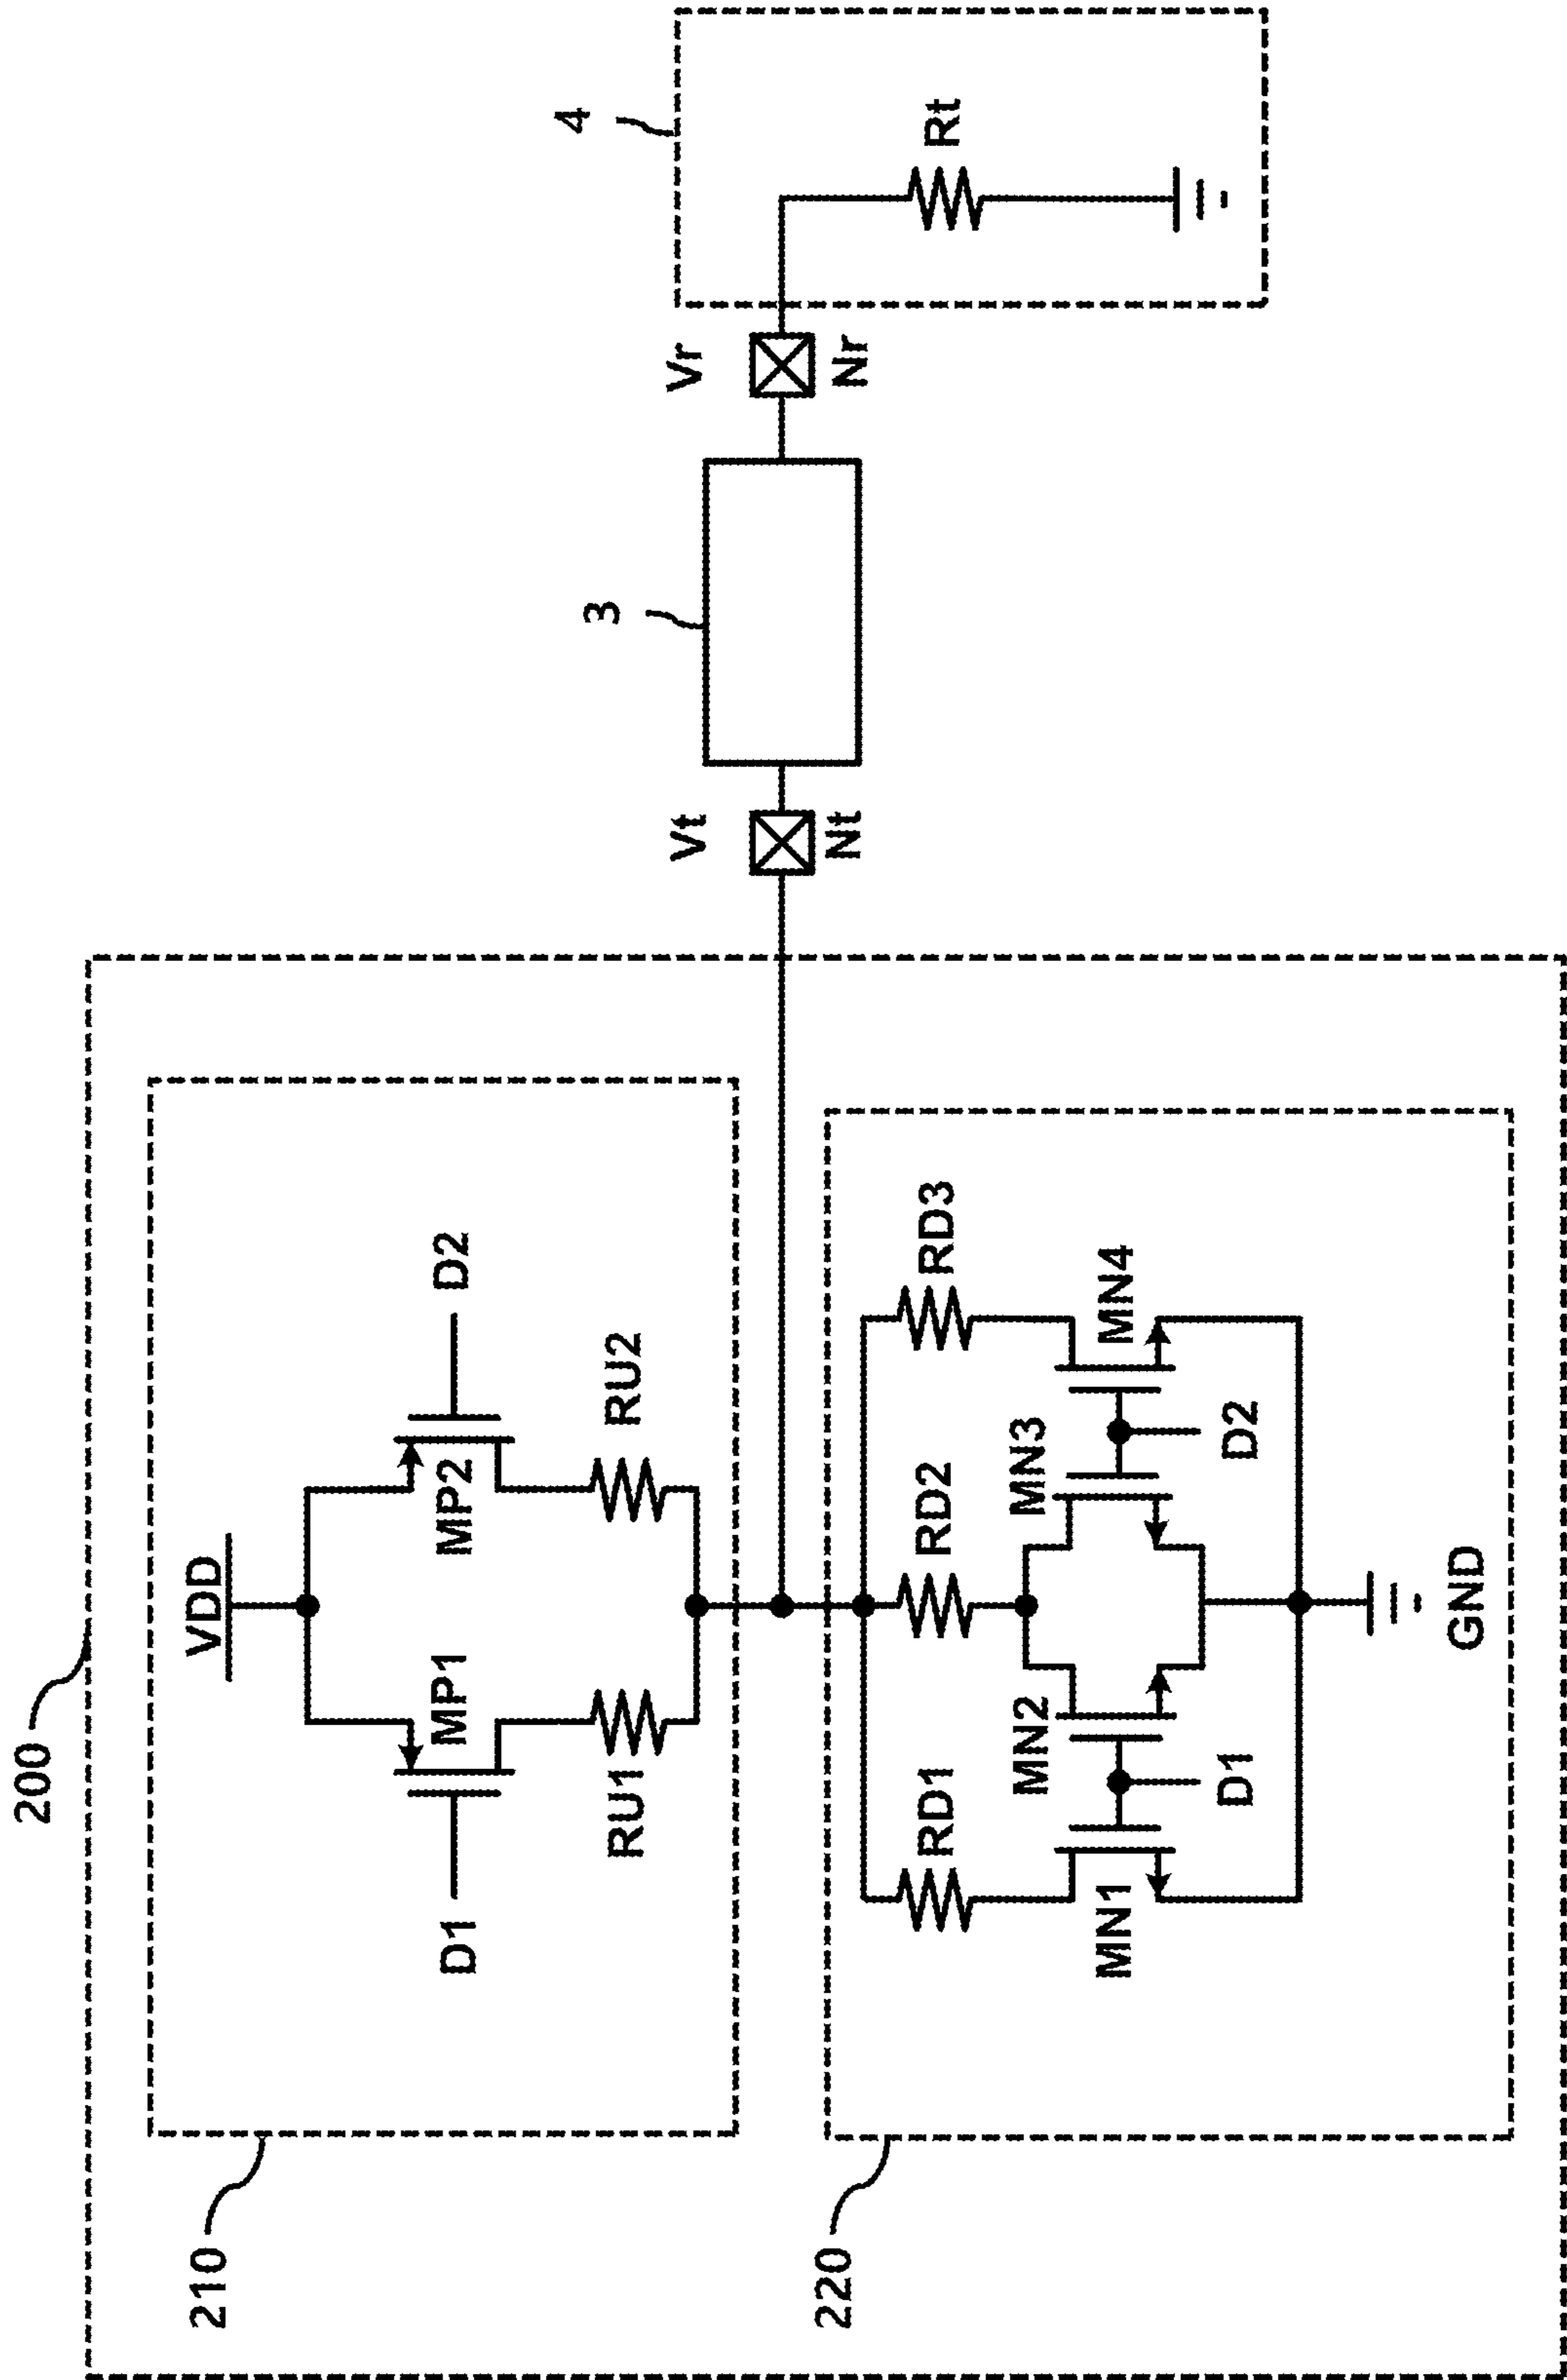 200
210
VDD
D1
MP1
MP2
D2
RU1
RU2
220
RD1
RD2
RD3
MN1
MN2
MN3
MN4
D1
D2
GND
Vt
Nt
3
Vr
Nr
4
Rt